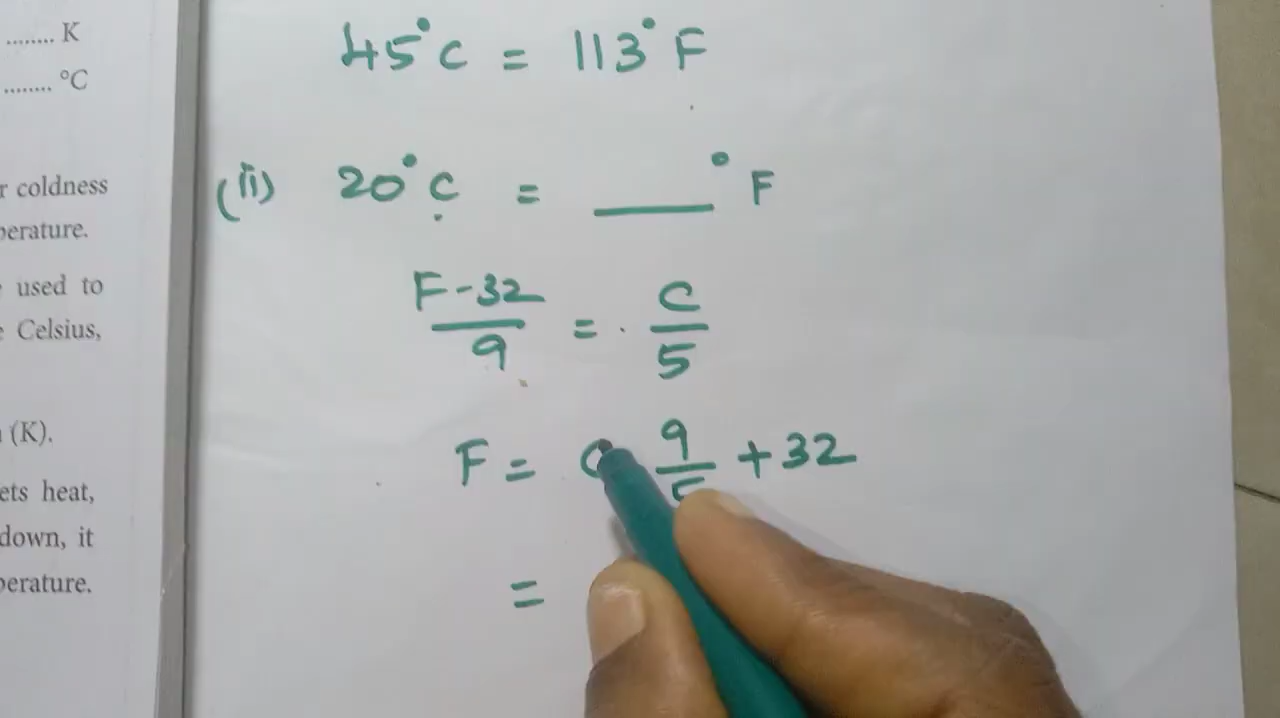 ........ K
........ °C
coldness
perature.
used to
Celsius,
(K).
ets heat,
down, it
perature.
45°C = 113°F
(ii) 20°C = ____°F
F-32/9 = C/5
F = C 9/5 + 32
=